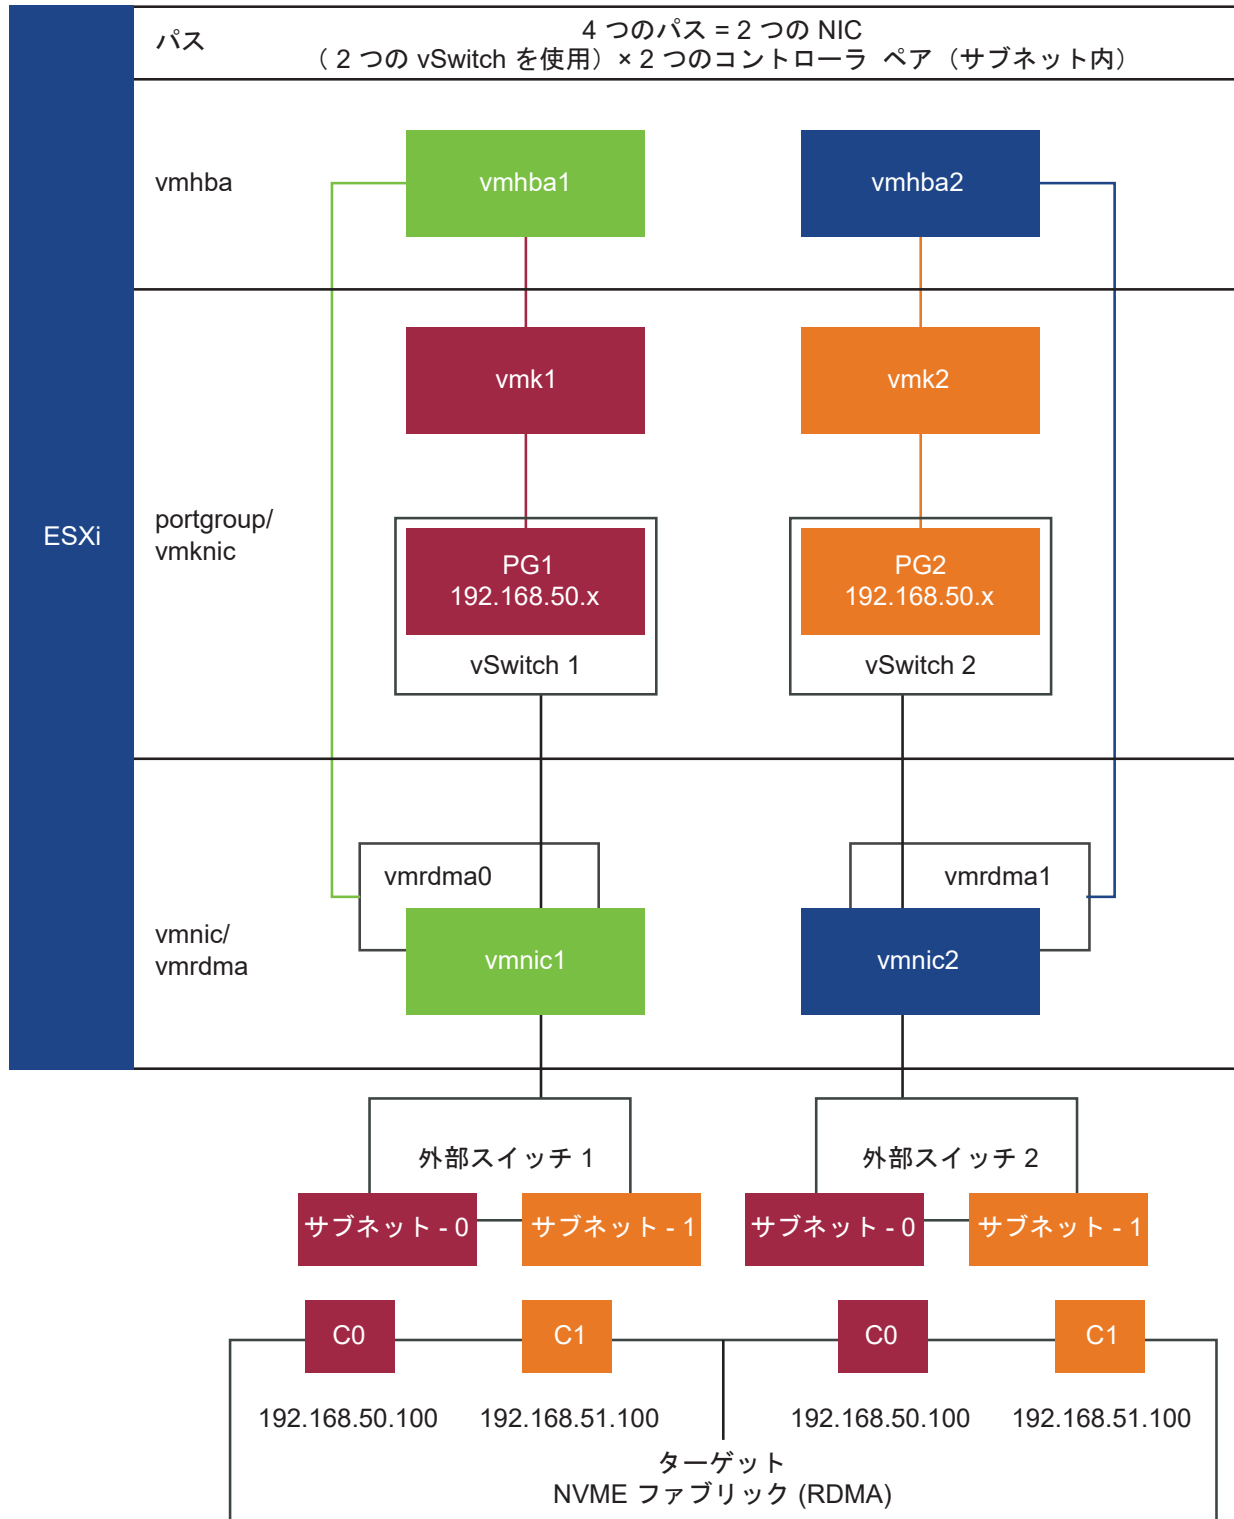 パス
4 つのパス = 2 つの NIC
（ 2 つの vSwitch を使用）× 2 つのコントローラ ペア（サブネット内）
vmhba
vmhba1
vmhba2
vmk1
vmk2
ESXi
portgroup/
vmknic
PG1
192.168.50.x
PG2
192.168.50.x
vSwitch 1
vSwitch 2
vmrdma0
vmrdma1
vmnic/
vmrdma
vmnic1
vmnic2
外部スイッチ 1
外部スイッチ 2
サブネット - 0
サブネット - 1
サブネット - 0
サブネット - 1
C0
C1
C0
C1
192.168.50.100
192.168.51.100
192.168.50.100
192.168.51.100
ターゲット
NVME ファブリック (RDMA)